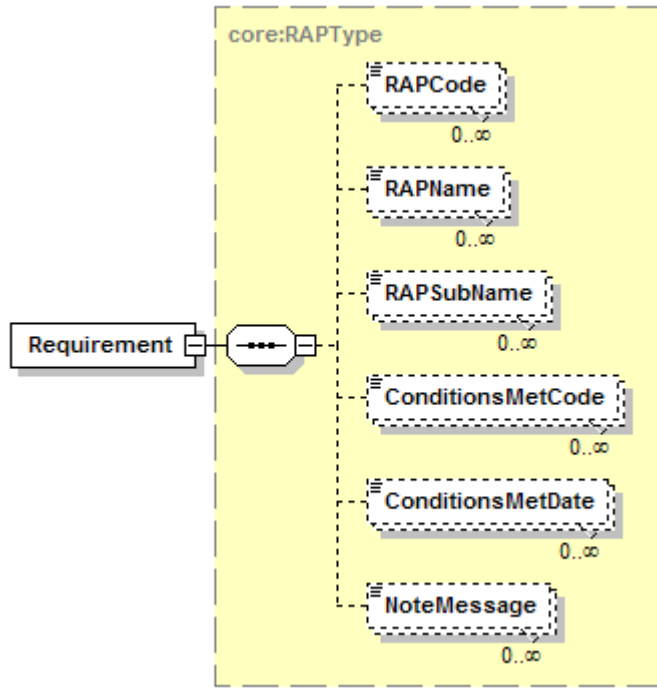 core:RAPType
RAPCode
0..∞
RAPName
0..∞
RAPSubName
0..∞
Requirement
ConditionsMetCode
0..∞
ConditionsMetDate
0..∞
NoteMessage
0..∞